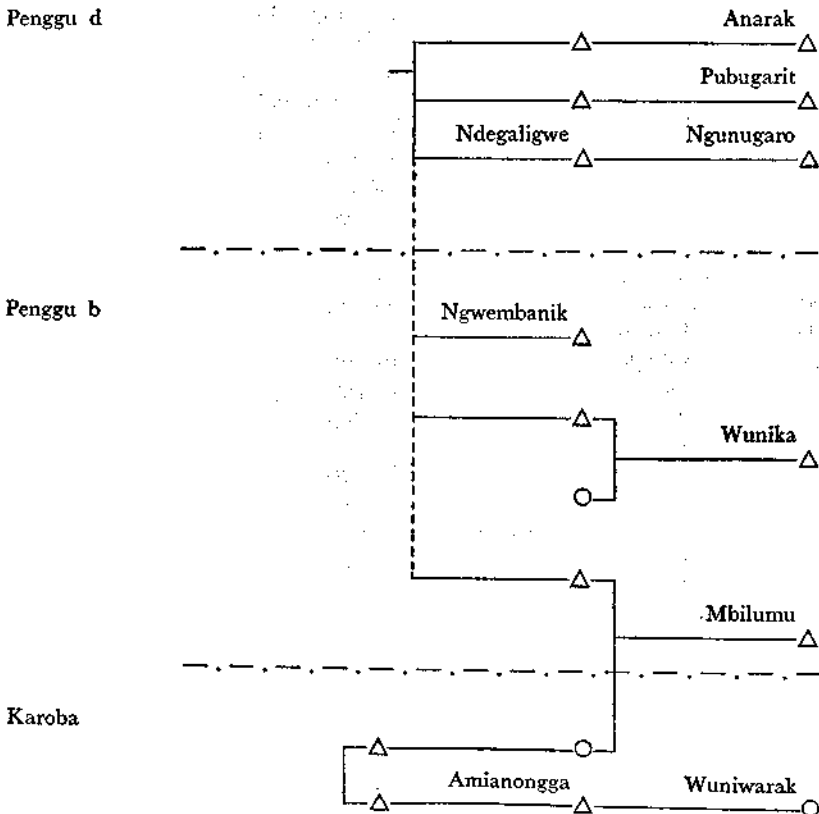 Penggu d
Anarak
Pubugarit
Ndegaligwe Ngunugaro
Penggu b
Ngwembanik
Wunika
Mbilumu
Karoba
Amianongga Wuniwarak